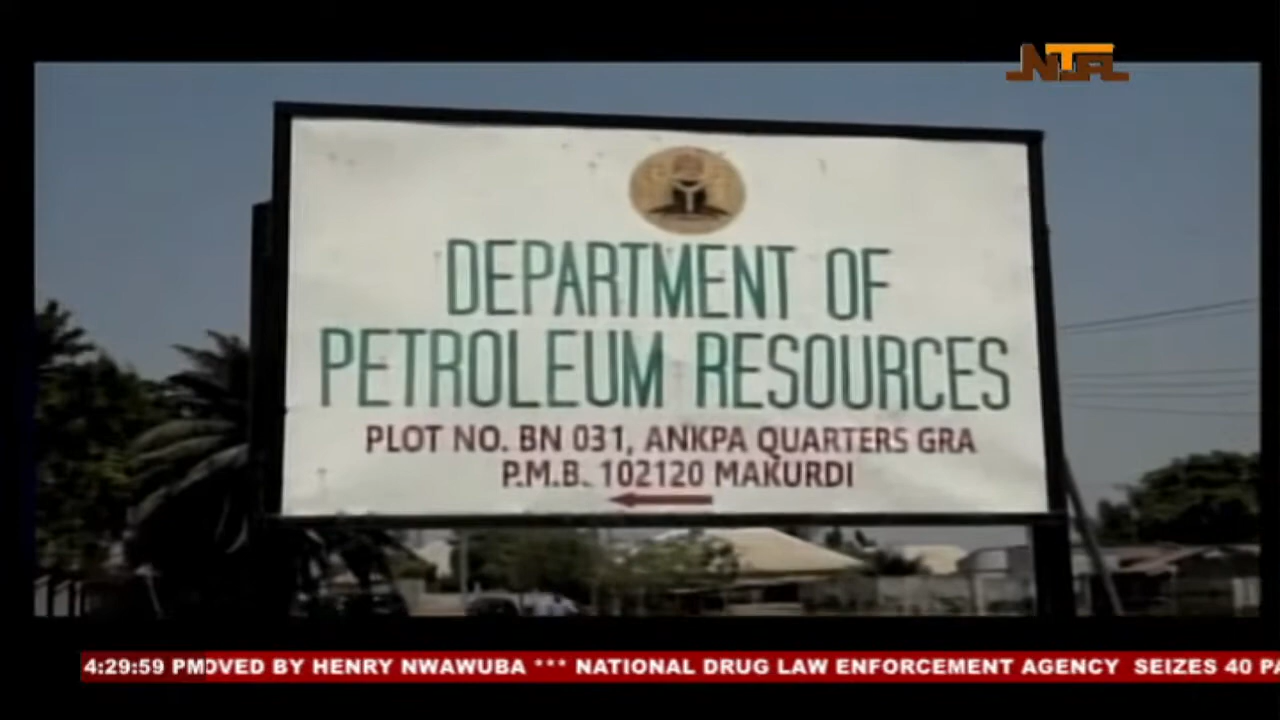 NTA
DEPARTMENT OF
PETROLEUM RESOURCES
PLOT NO. BN 031, ANKPA QUARTERS GRA
P.M.B. 102120 MAKURDI
4:29:59 PM OVED BY HENRY NWAWUBA *** NATIONAL DRUG LAW ENFORCEMENT AGENCY SEIZES 40 PA